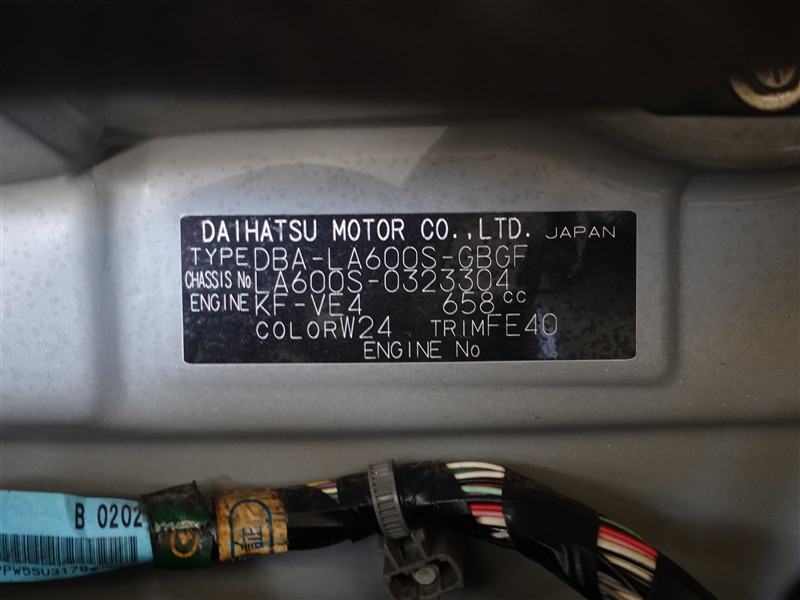 DAIHATSU MOTOR CO.,LTD. JAPAN
TYPE DBA-LA600S-GBGF
CHASSIS No LA600S-0323304
ENGINE KF-VE4 658cc
COLOR W24 TRIM FE40
ENGINE No
B 0202